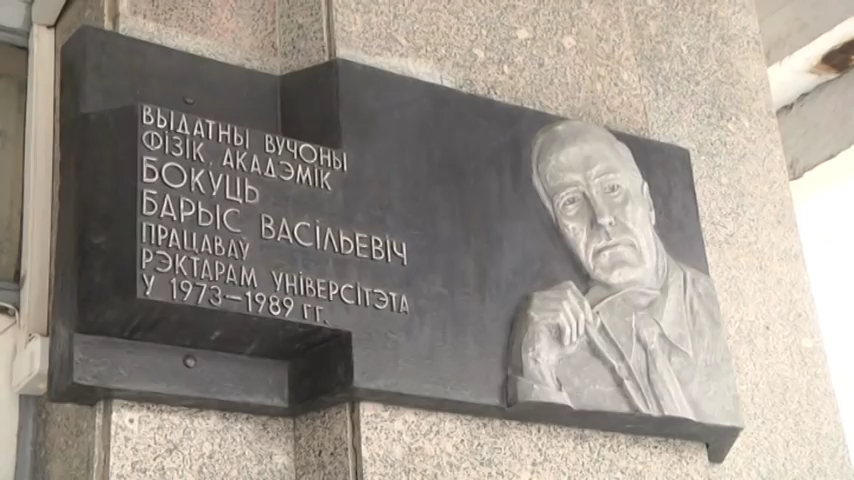 ВЫДАТНЫ ВУЧОНЫ
ФІЗІК, АКАДЭМІК
БОКУЦЬ
БАРЫС ВАСІЛЬЕВІЧ
ПРАЦАВАЎ
РЭКТАРАМ УНІВЕРСІТЭТА
У 1973–1989 ГГ.